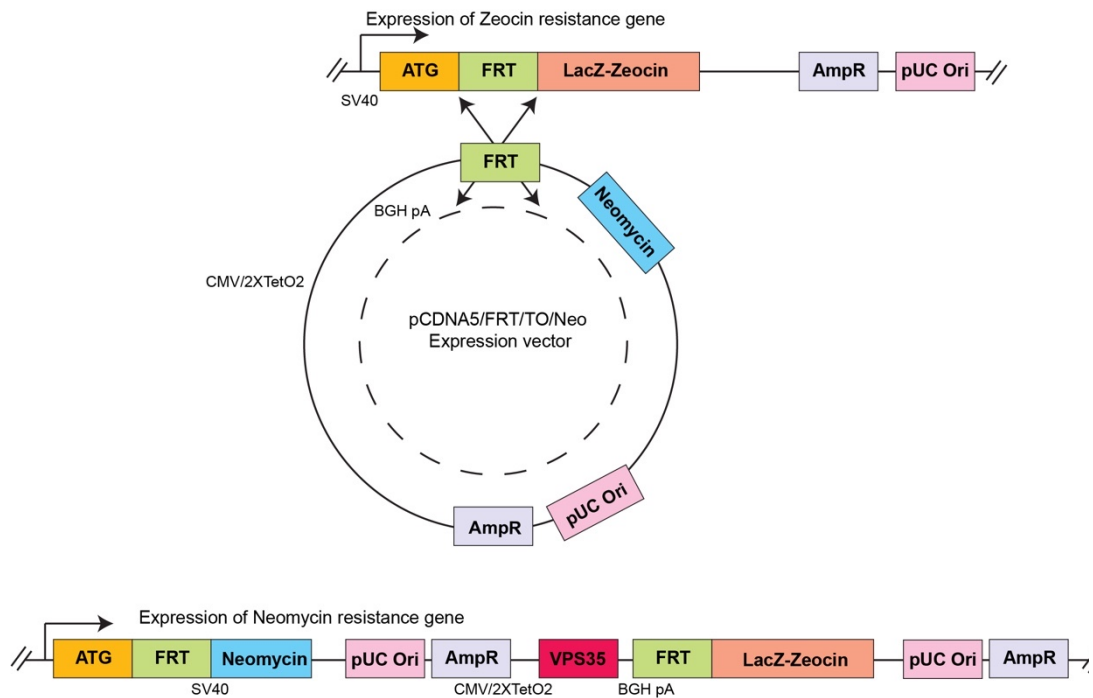 Expression of Zeocin resistance gene
ATG FRT LacZ-Zeocin AmpR pUC Ori
SV40
FRT
Neomycin
BGH pA
CMV/2XTetO2
pCDNA5/FRT/TO/Neo
Expression vector
pUC Ori
AmpR
Expression of Neomycin resistance gene
ATG FRT Neomycin pUC Ori AmpR VPS35 FRT LacZ-Zeocin pUC Ori AmpR
SV40 CMV/2XTetO2 BGH pA